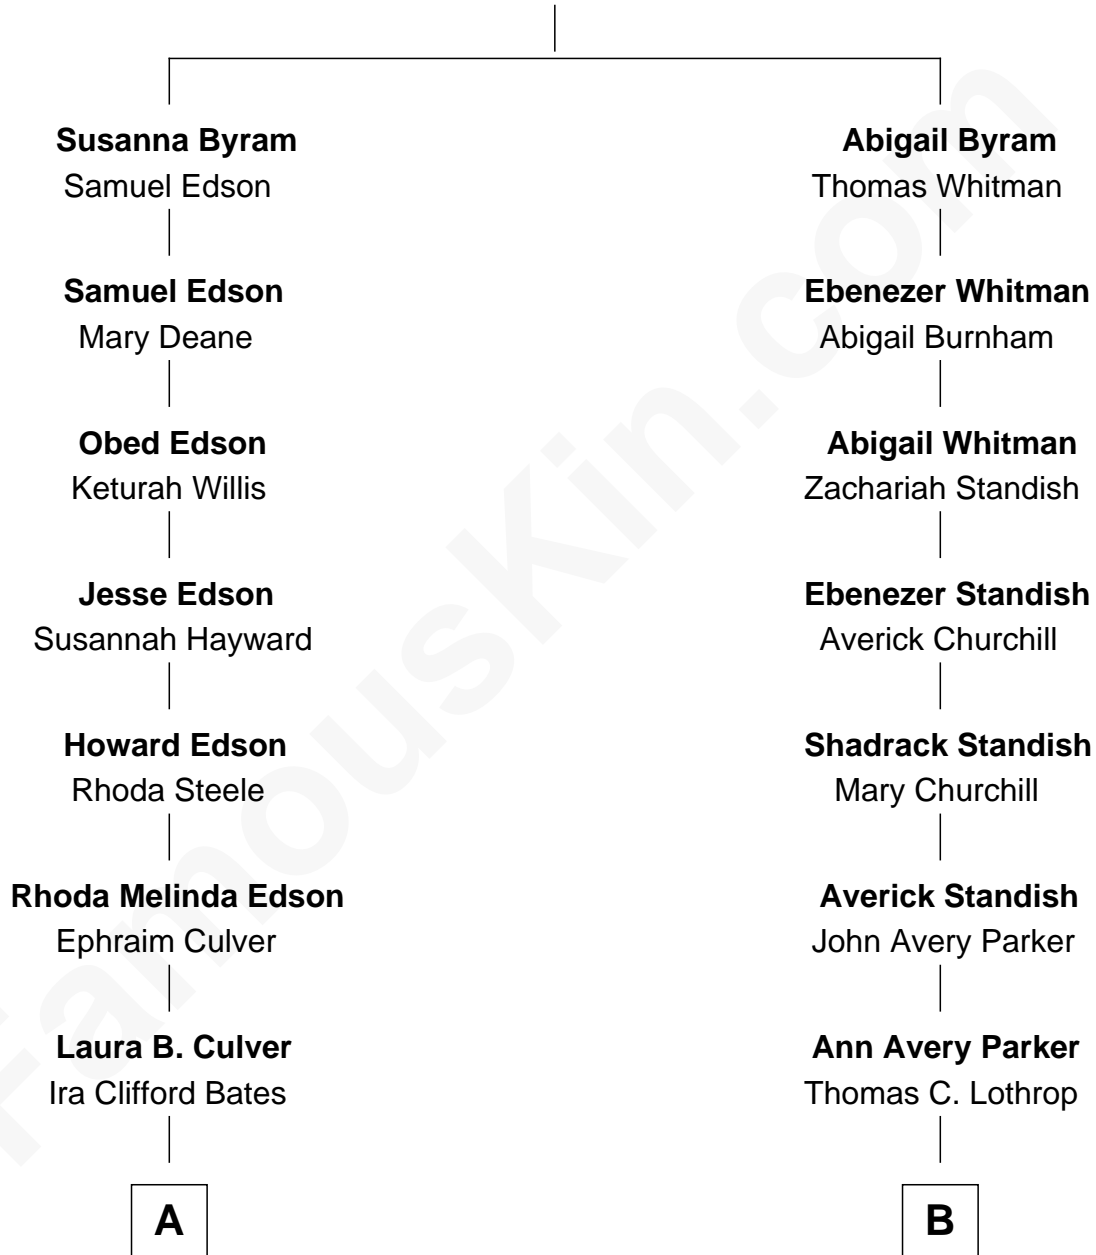 Susanna Byram
Samuel Edson
Abigail Byram
Thomas Whitman
Samuel Edson
Mary Deane
Ebenezer Whitman
Abigail Burnham
Obed Edson
Keturah Willis
Abigail Whitman
Zachariah Standish
Jesse Edson
Susannah Hayward
Ebenezer Standish
Averick Churchill
Howard Edson
Rhoda Steele
Shadrack Standish
Mary Churchill
Rhoda Melinda Edson
Ephraim Culver
Averick Standish
John Avery Parker
Laura B. Culver
Ira Clifford Bates
Ann Avery Parker
Thomas C. Lothrop
A
B
FamousKin.com